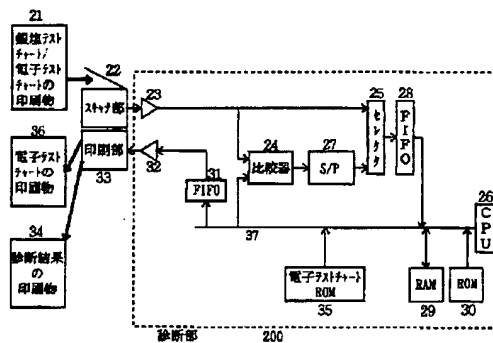 21
銀塩テスト
チャート/
電子テスト
チャートの
印刷物
22
スキャナ部
23
24
比較器
27
S/P
25
セレクタ
28
FIFO
26
CPU
36
電子テスト
チャートの
印刷物
印刷部
33
32
31
FIFO
37
34
診断結果
の
印刷物
電子テストチャート
ROM
35
RAM
29
ROM
30
診断部
200